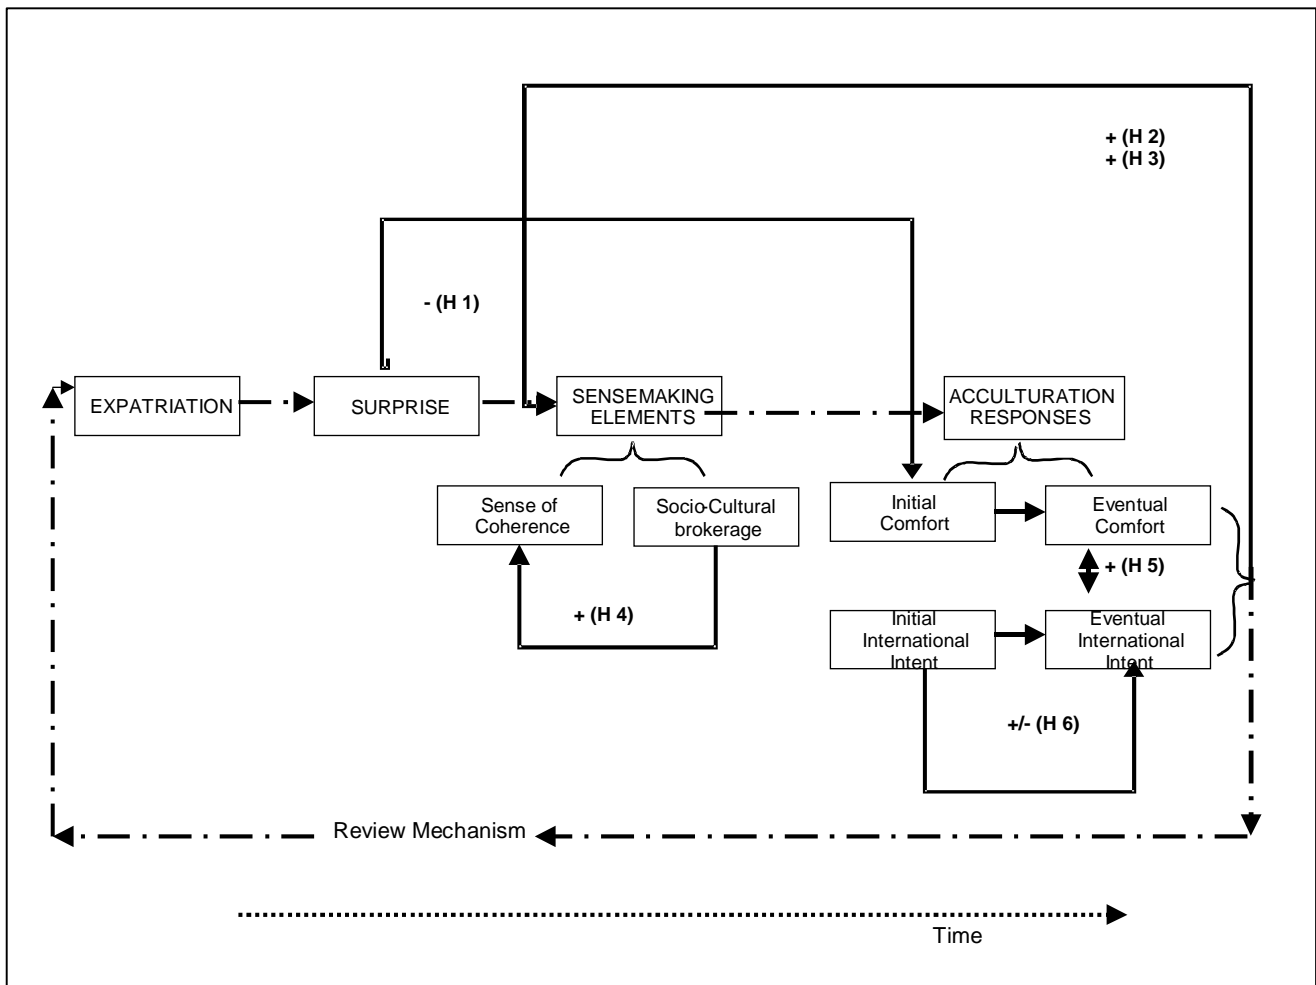 + (H 2)
+ (H 3)
- (H 1)
EXPATRIATION
SURPRISE
SENSEMAKING
ELEMENTS
ACCULTURATION
RESPONSES
Sense of
Coherence
Socio-Cultural
brokerage
Initial
Comfort
Eventual
Comfort
+ (H 5)
+ (H 4)
Initial
International
Intent
Eventual
International
Intent
+/- (H 6)
Review Mechanism
Time